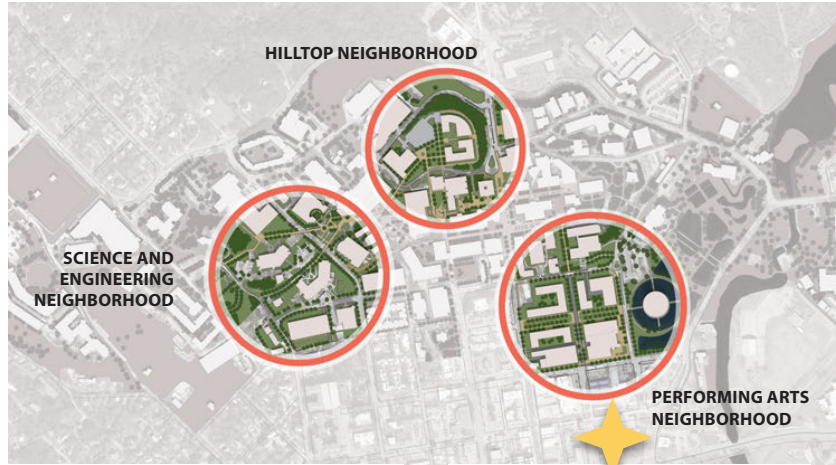 HILLTOP NEIGHBORHOOD
SCIENCE AND
ENGINEERING
NEIGHBORHOOD
PERFORMING ARTS
NEIGHBORHOOD